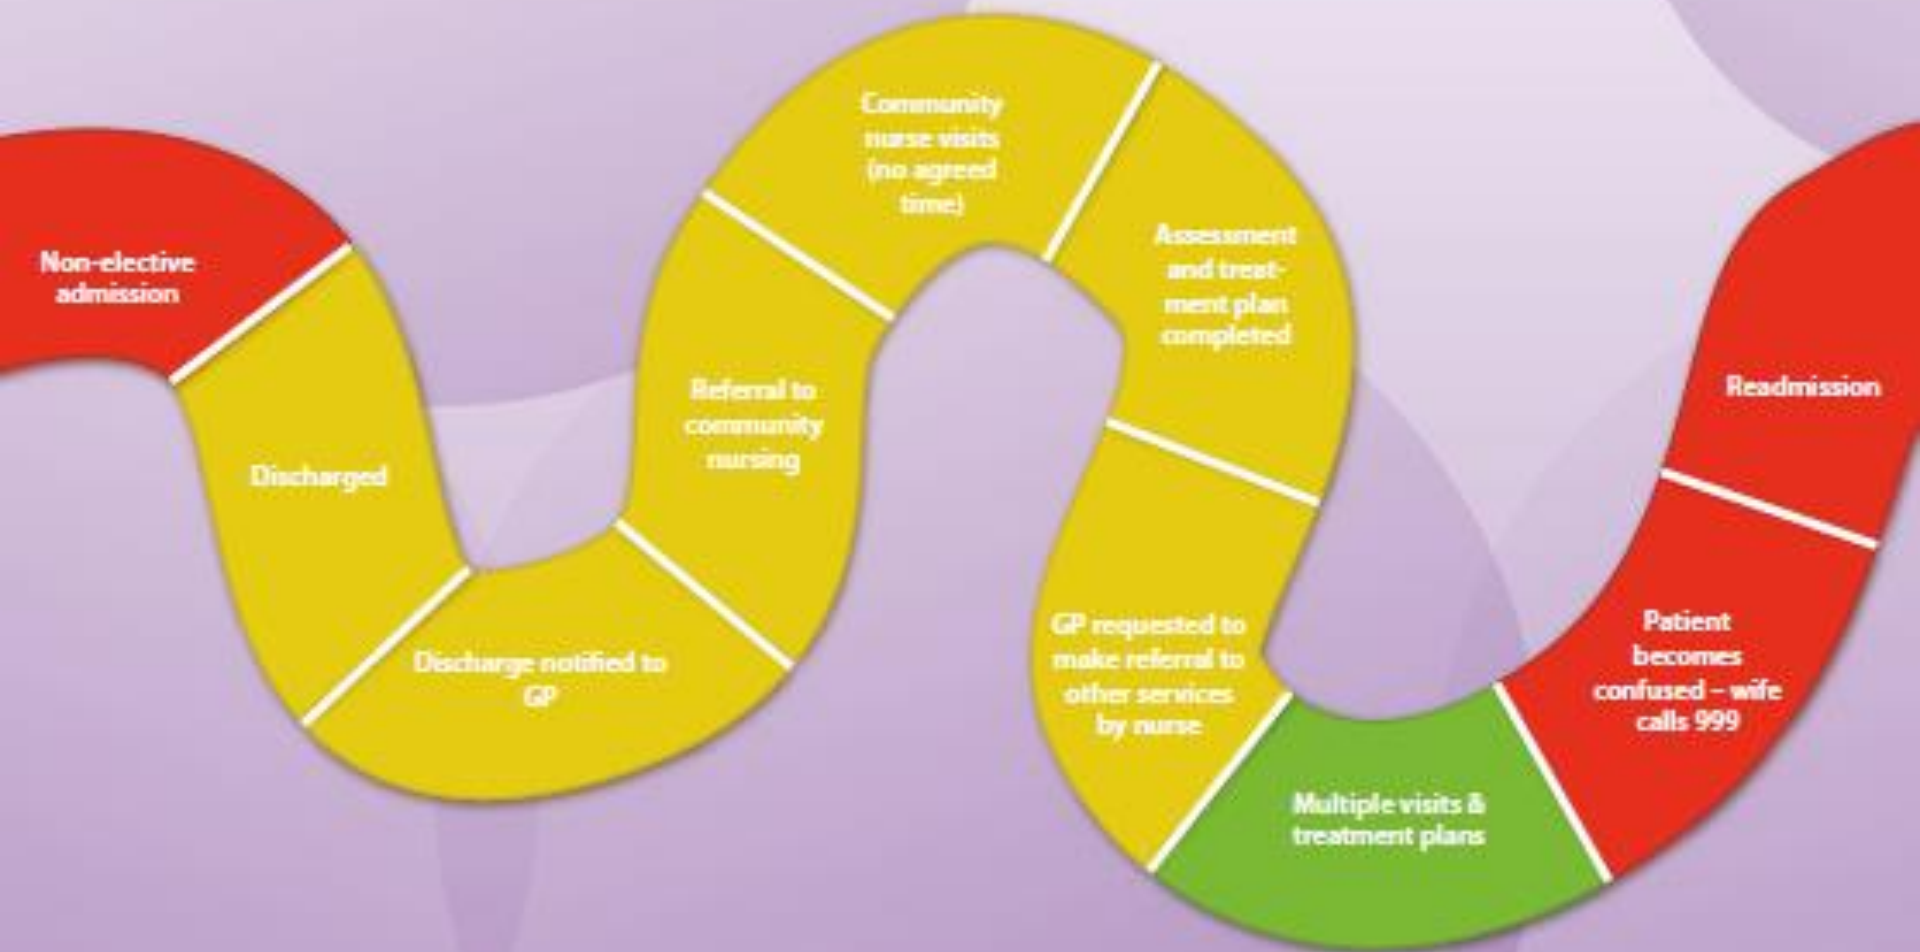 Non-elective
admission
Discharged
Discharge notified to
GP
Referral to
community
nursing
Community
nurse visits
(no agreed
time)
Assessment
and treat-
ment plan
completed
GP requested to
make referral to
other services
by nurse
Multiple visits &
treatment plans
Patient
becomes
confused – wife
calls 999
Readmission